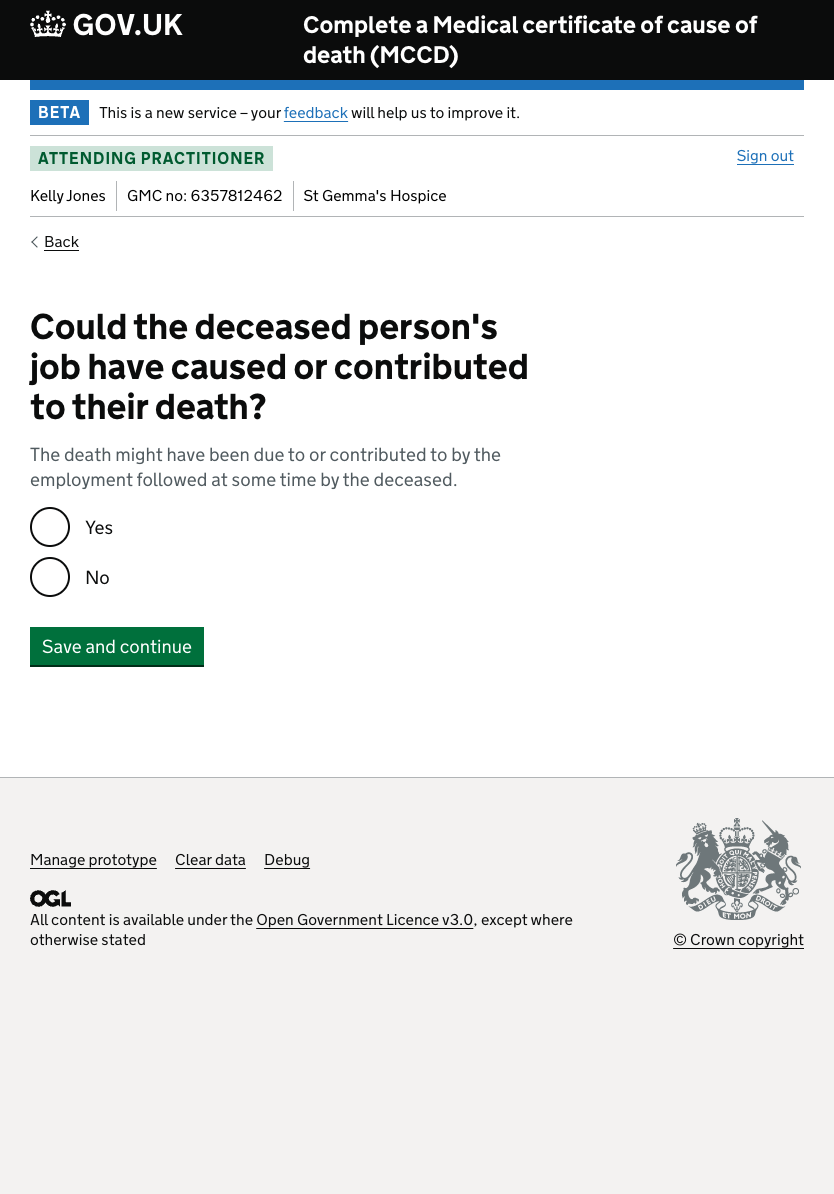 GOV.UK
Complete a Medical certificate of cause of
death (MCCD)
BETA This is a new service – your feedback will help us to improve it.
ATTENDING PRACTITIONER
Sign out
Kelly Jones GMC no: 6357812462 St Gemma's Hospice
Back
Could the deceased person's
job have caused or contributed
to their death?
The death might have been due to or contributed to by the
employment followed at some time by the deceased.
Yes
No
Save and continue
Manage prototype Clear data Debug
OGL
All content is available under the Open Government Licence v3.0, except where
otherwise stated
DIEU ET MON DROIT
© Crown copyright